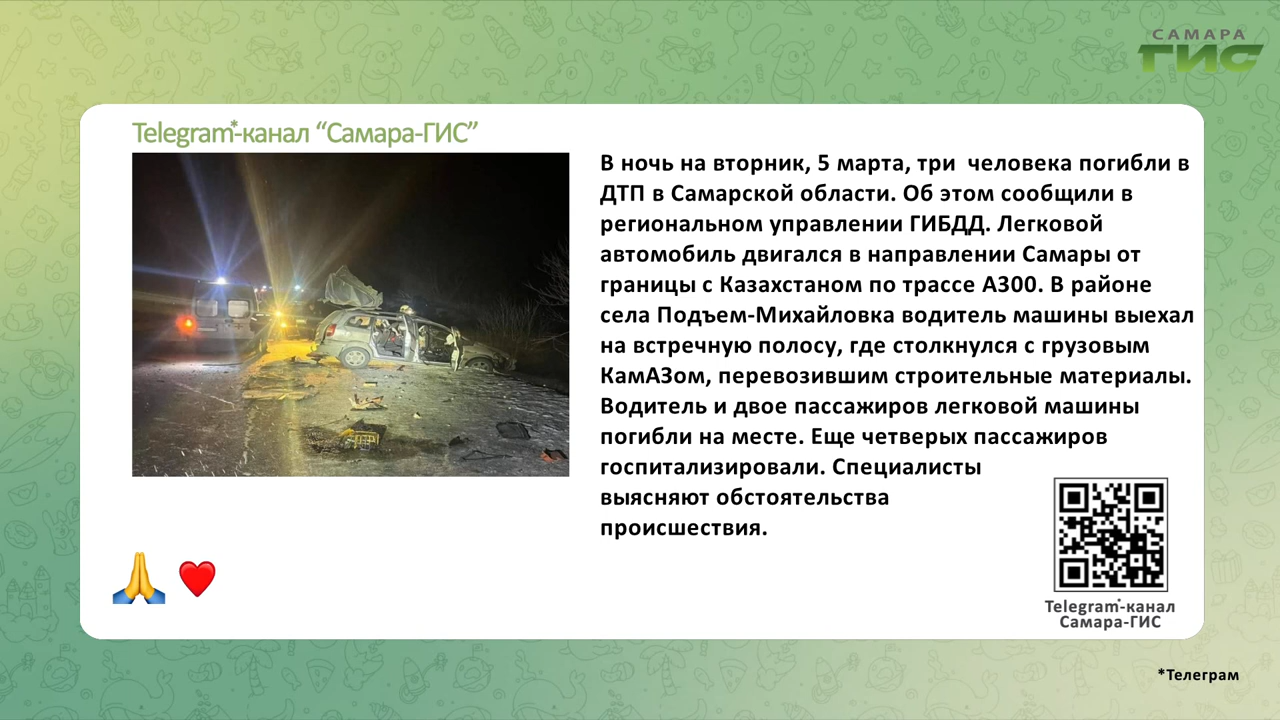 САМАРА
ГИС
Telegram*-канал “Самара-ГИС”
В ночь на вторник, 5 марта, три  человека погибли в
ДТП в Самарской области. Об этом сообщили в
региональном управлении ГИБДД. Легковой
автомобиль двигался в направлении Самары от
границы с Казахстаном по трассе А300. В районе
села Подъем-Михайловка водитель машины выехал
на встречную полосу, где столкнулся с грузовым
КамАЗом, перевозившим строительные материалы.
Водитель и двое пассажиров легковой машины
погибли на месте. Еще четверых пассажиров
госпитализировали. Специалисты
выясняют обстоятельства
происшествия.
Telegram*-канал
Самара-ГИС
*Телеграм